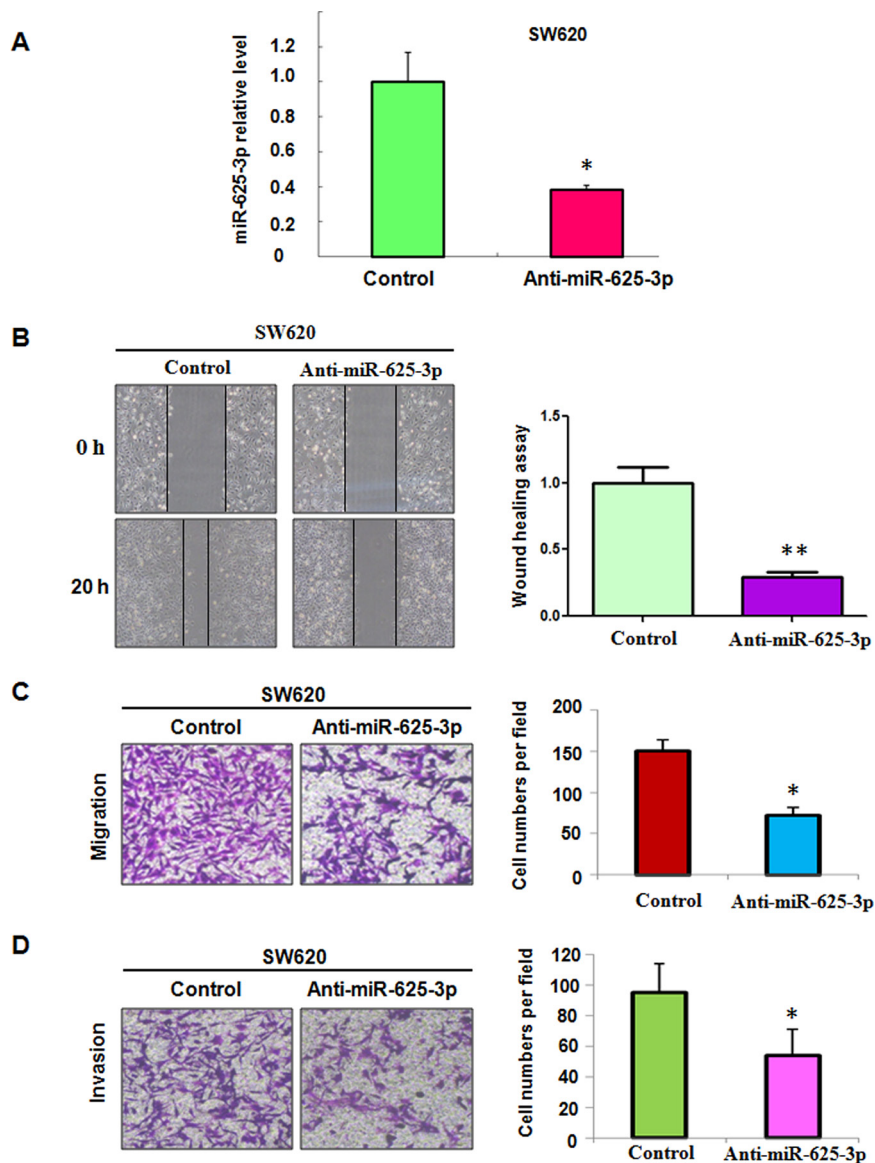 A
SW620
miR-625-3p relative level
1.2
1.0
0.8
0.6
0.4
0.2
0
*
Control
Anti-miR-625-3p
B
SW620
Control
Anti-miR-625-3p
0 h
20 h
Wound healing assay
1.5
1.0
0.5
0.0
**
Control
Anti-miR-625-3p
C
SW620
Control
Anti-miR-625-3p
Migration
Cell numbers per field
200
150
100
50
0
*
Control
Anti-miR-625-3p
D
SW620
Control
Anti-miR-625-3p
Invasion
Cell numbers per field
120
100
80
60
40
20
0
*
Control
Anti-miR-625-3p